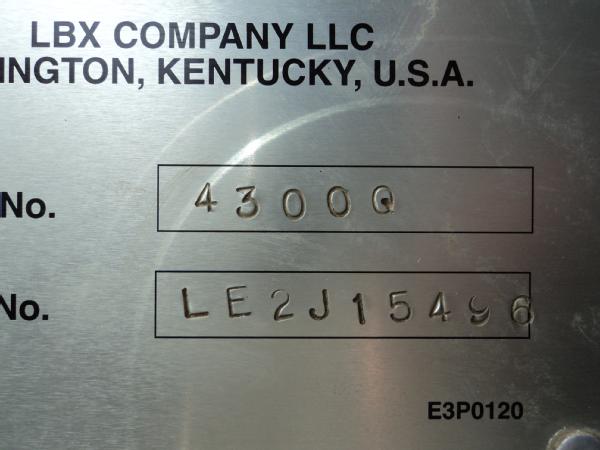 LBX COMPANY LLC
INGTON, KENTUCKY, U.S.A.
No. 4300Q
No. LE2J15496
E3P0120